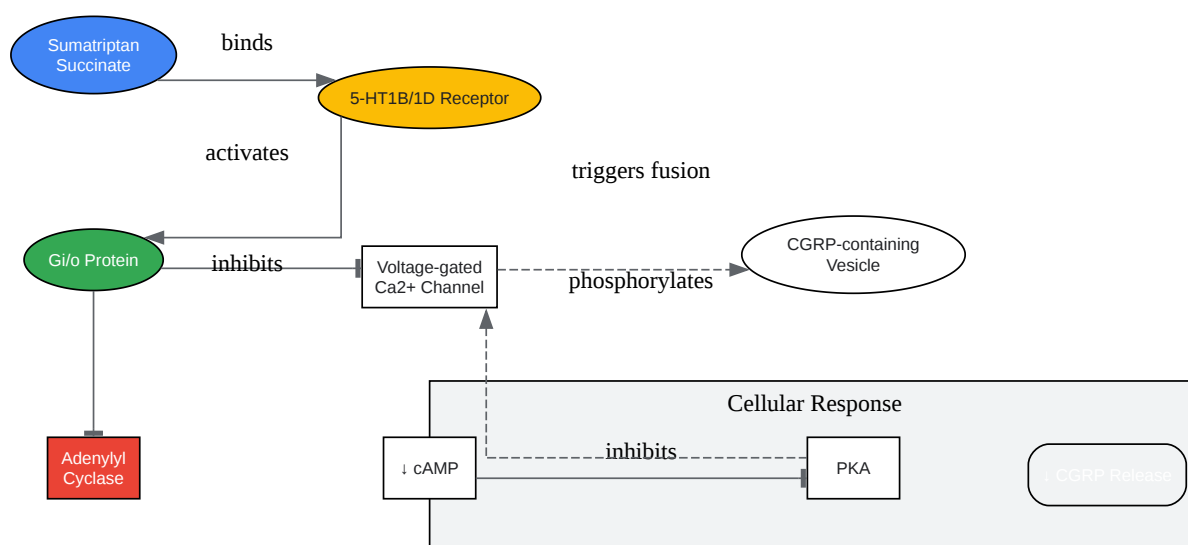 Sumatriptan
Succinate
binds
5-HT1B/1D Receptor
activates
triggers fusion
Gi/o Protein
inhibits
Voltage-gated
Ca2+ Channel
phosphorylates
CGRP-containing
Vesicle
Cellular Response
Adenylyl
Cyclase
↓ cAMP
inhibits
PKA
↓ CGRP Release